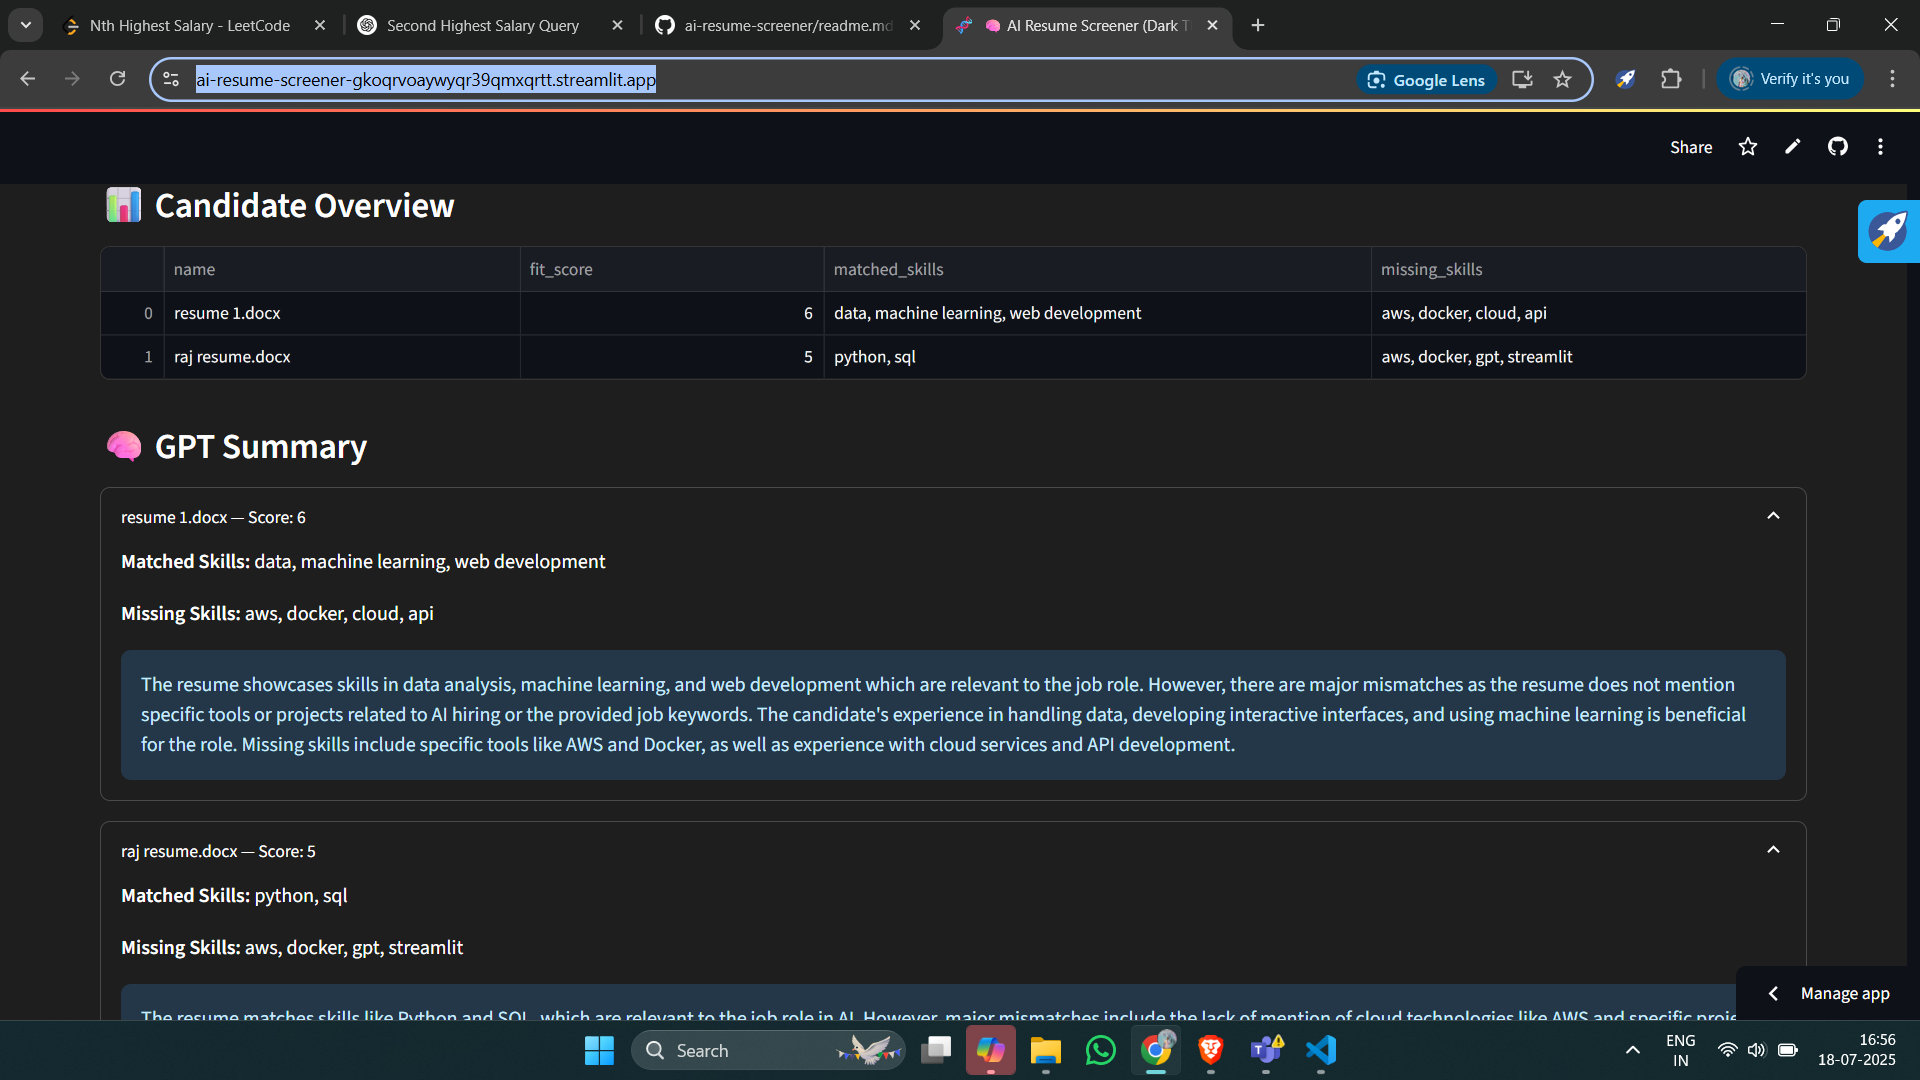 Nth Highest Salary - LeetCode
Second Highest Salary Query
ai-resume-screener/readme.md
AI Resume Screener (Dark T
ai-resume-screener-gkoqrvoaywyqr39qmxqrtt.streamlit.app
Google Lens
Verify it's you
Share
Candidate Overview
name fit_score matched_skills missing_skills
0 resume 1.docx 6 data, machine learning, web development aws, docker, cloud, api
1 raj resume.docx 5 python, sql aws, docker, gpt, streamlit
GPT Summary
resume 1.docx — Score: 6
Matched Skills: data, machine learning, web development
Missing Skills: aws, docker, cloud, api
The resume showcases skills in data analysis, machine learning, and web development which are relevant to the job role. However, there are major mismatches as the resume does not mention
specific tools or projects related to AI hiring or the provided job keywords. The candidate's experience in handling data, developing interactive interfaces, and using machine learning is beneficial
for the role. Missing skills include specific tools like AWS and Docker, as well as experience with cloud services and API development.
raj resume.docx — Score: 5
Matched Skills: python, sql
Missing Skills: aws, docker, gpt, streamlit
The resume matches skills like Python and SQL, which are relevant to the job role in AI. However, major mismatches include the lack of mention of cloud technologies like AWS and specific proje
Manage app
Search
ENG
IN
16:56
18-07-2025